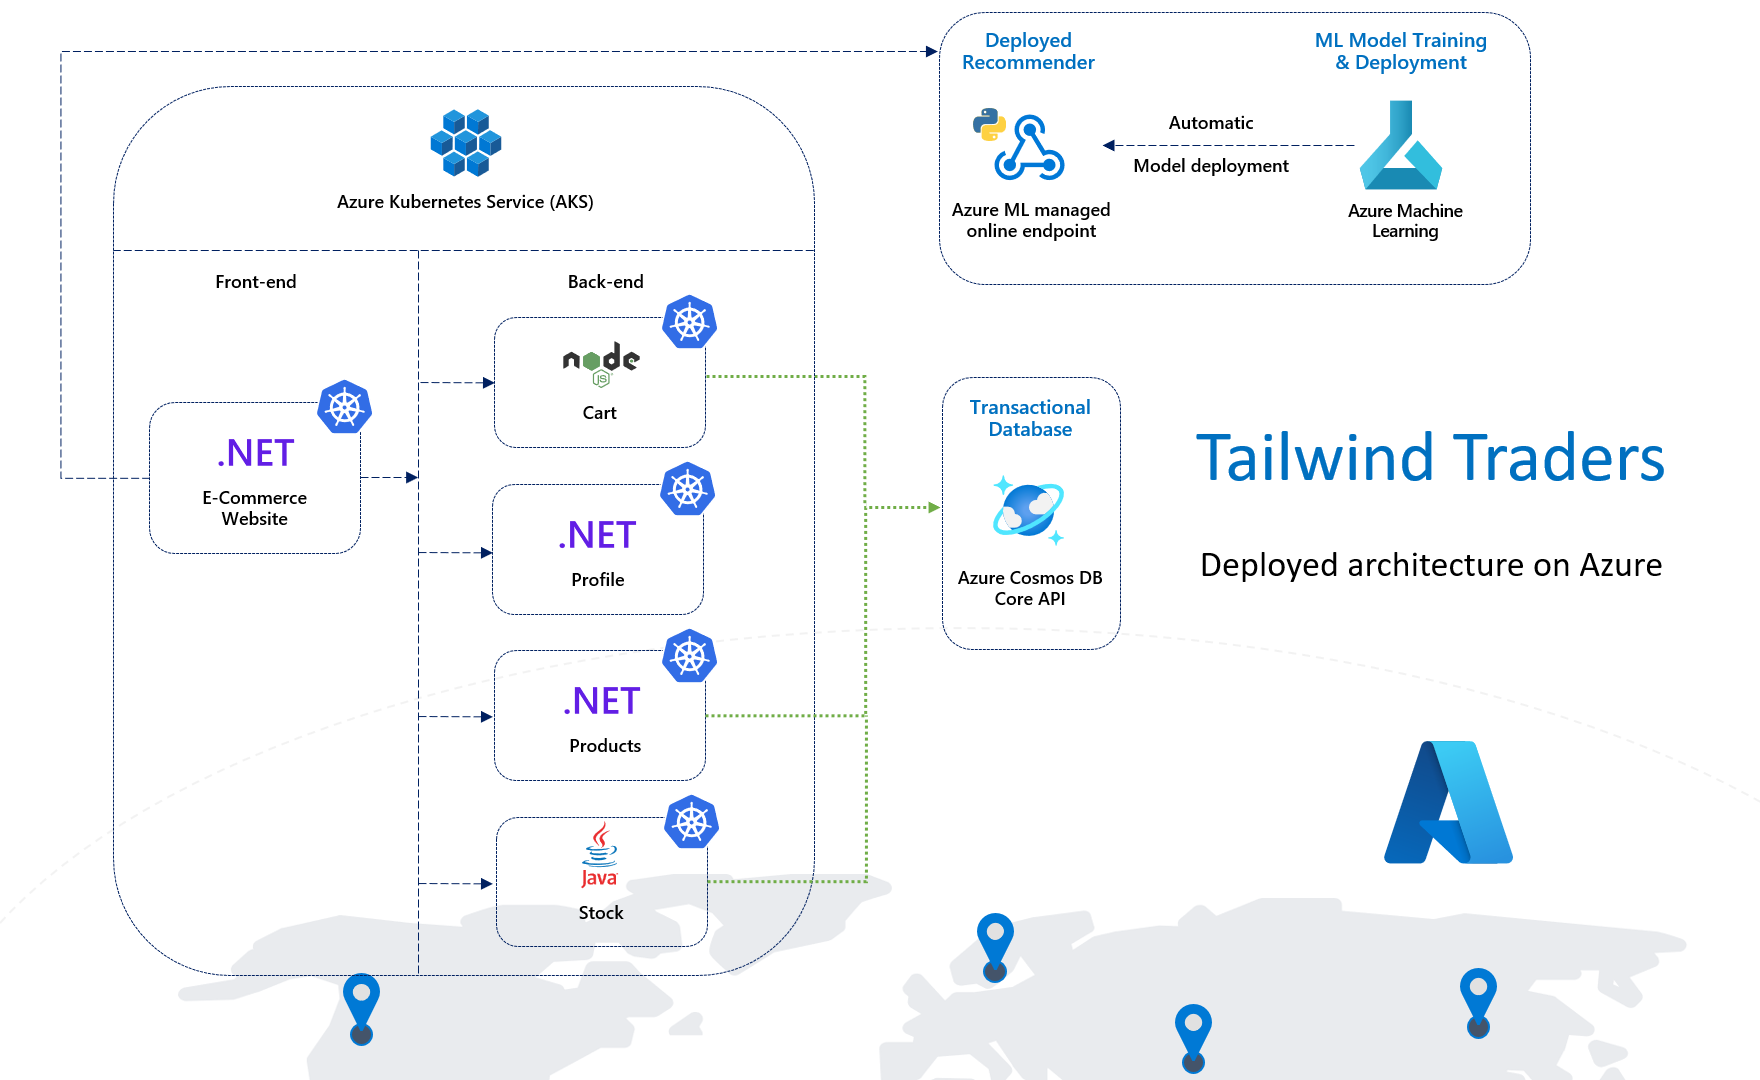 Deployed
Recommender
ML Model Training
& Deployment
Automatic
Model deployment
Azure ML managed
online endpoint
Azure Machine
Learning
Azure Kubernetes Service (AKS)
Front-end
Back-end
node
JS
Cart
.NET
E-Commerce
Website
.NET
Profile
.NET
Products
Java
Stock
Transactional
Database
Azure Cosmos DB
Core API
Tailwind Traders
Deployed architecture on Azure